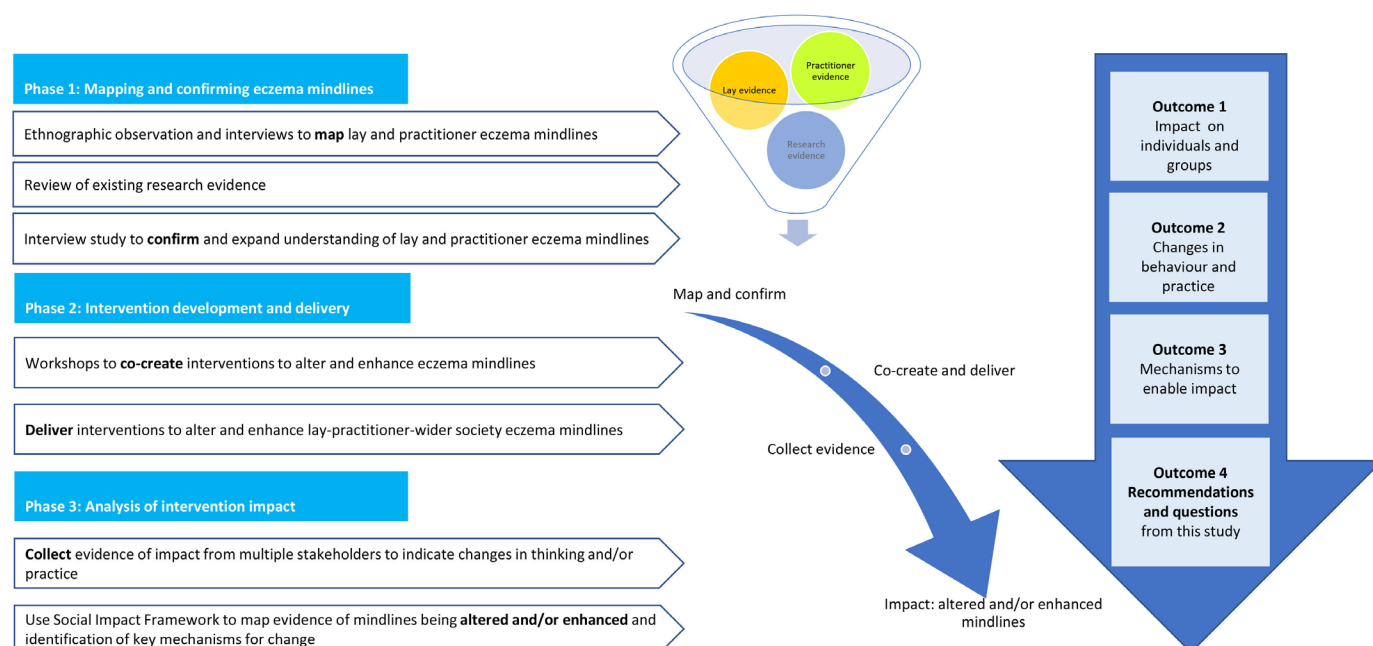 Phase 1: Mapping and confirming eczema mindlines
Ethnographic observation and interviews to map lay and practitioner eczema mindlines
Review of existing research evidence
Interview study to confirm and expand understanding of lay and practitioner eczema mindlines
Phase 2: Intervention development and delivery
Workshops to co-create interventions to alter and enhance eczema mindlines
Deliver interventions to alter and enhance lay-practitioner-wider society eczema mindlines
Phase 3: Analysis of intervention impact
Collect evidence of impact from multiple stakeholders to indicate changes in thinking and/or
practice
Use Social Impact Framework to map evidence of mindlines being altered and/or enhanced and
identification of key mechanisms for change
Practitioner
evidence
Lay evidence
Research
evidence
Map and confirm
Co-create and deliver
Collect evidence
Impact: altered and/or enhanced
mindlines
Outcome 1
Impact on
individuals and
groups
Outcome 2
Changes in
behaviour and
practice
Outcome 3
Mechanisms to
enable impact
Outcome 4
Recommendations
and questions
from this study